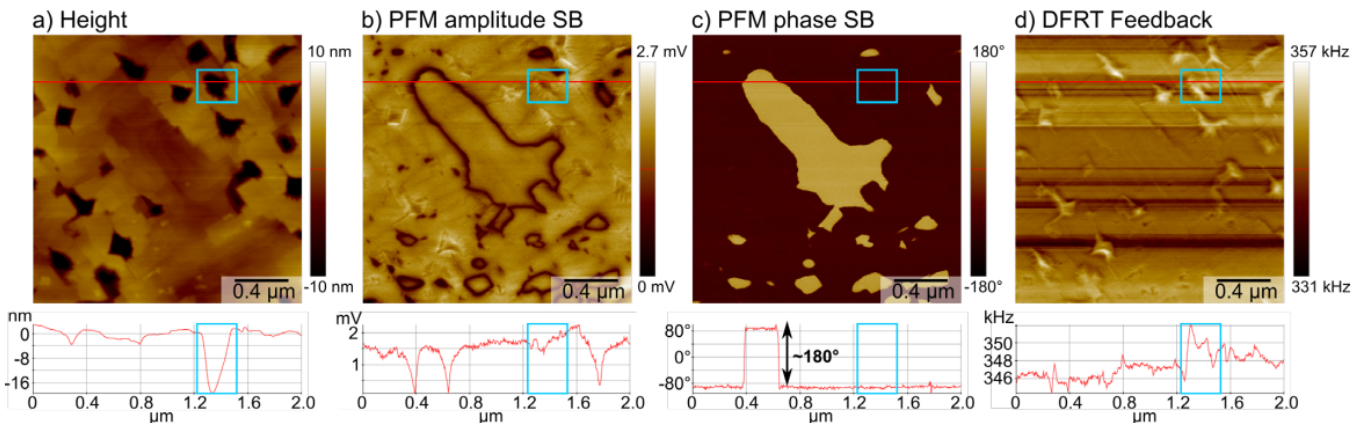 a) Height
b) PFM amplitude SB
c) PFM phase SB
d) DFRT Feedback
10 nm
-10 nm
0.4 µm
2.7 mV
0 mV
0.4 µm
180°
-180°
0.4 µm
357 kHz
331 kHz
0.4 µm
nm
0
-8
-16
0 0.4 0.8 1.2 1.6 2.0
µm
mV
2
1
0 0.4 0.8 1.2 1.6 2.0
µm
80°
0°
-80°
~180°
0 0.4 0.8 1.2 1.6 2.0
µm
kHz
350
348
346
0 0.4 0.8 1.2 1.6 2.0
µm